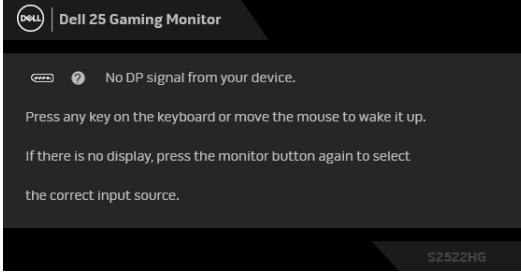 DELL Dell 25 Gaming Monitor
? No DP signal from your device.
Press any key on the keyboard or move the mouse to wake it up.
If there is no display, press the monitor button again to select
the correct input source.
S2522HG